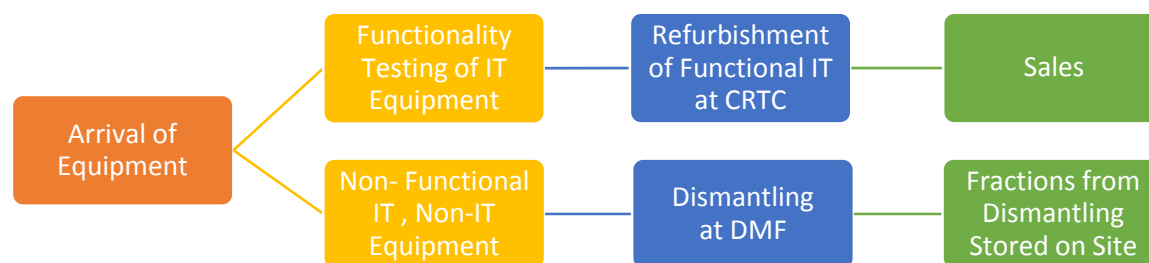 Arrival of
Equipment
Functionality
Testing of IT
Equipment
Refurbishment
of Functional IT
at CRTC
Sales
Non- Functional
IT , Non-IT
Equipment
Dismantling
at DMF
Fractions from
Dismantling
Stored on Site